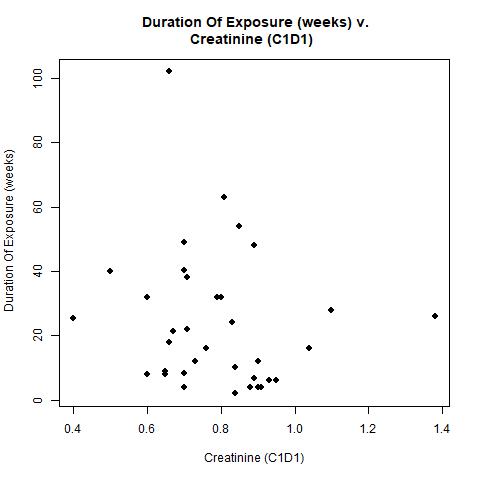 Duration Of Exposure (weeks) v.
Creatinine (C1D1)
100
80
60
40
20
0
Duration Of Exposure (weeks)
0.4 0.6 0.8 1.0 1.2 1.4
Creatinine (C1D1)